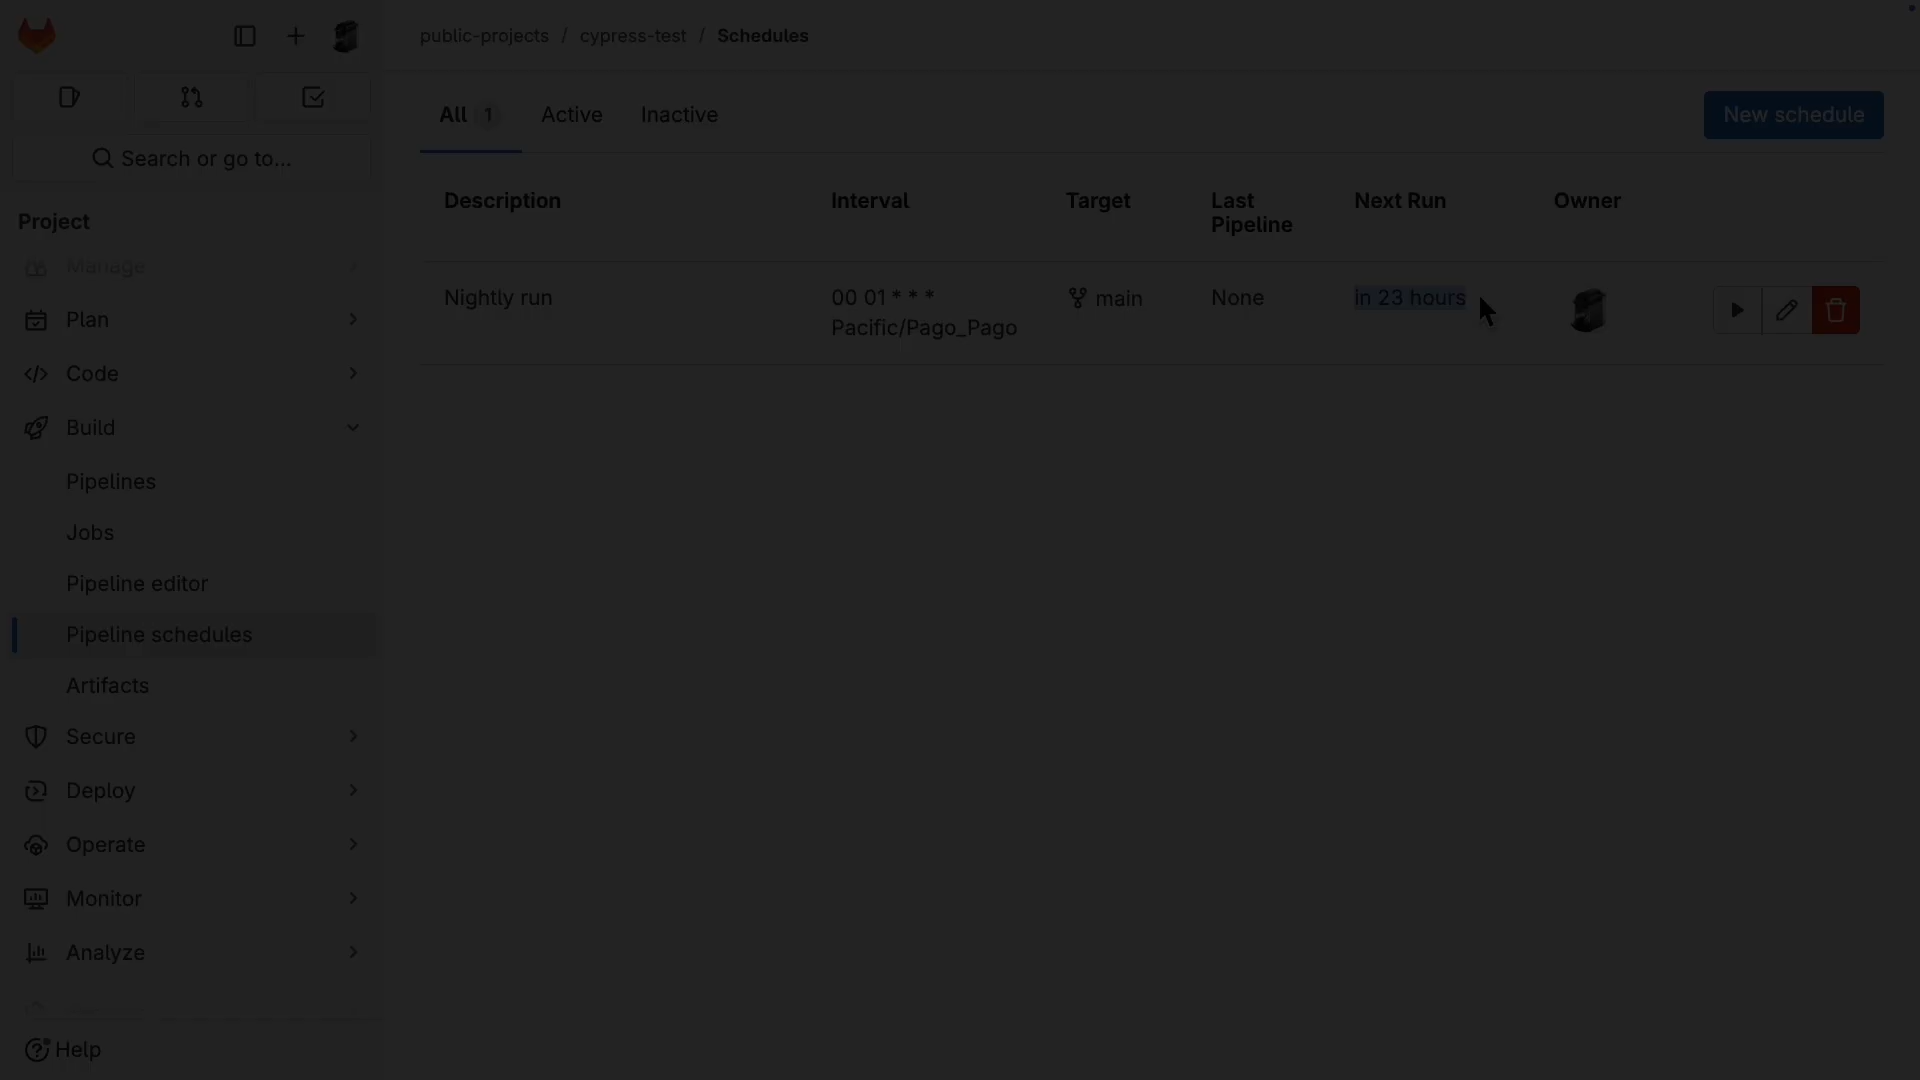 public-projects / cypress-test / Schedules
All 1 Active Inactive
New schedule
Search or go to...
Project
Manage
Plan
Code
Build
Pipelines
Jobs
Pipeline editor
Pipeline schedules
Artifacts
Secure
Deploy
Operate
Monitor
Analyze
Help
Description Interval Target Last Pipeline Next Run Owner
Nightly run 00 01 * * * main None in 23 hours
Pacific/Pago_Pago